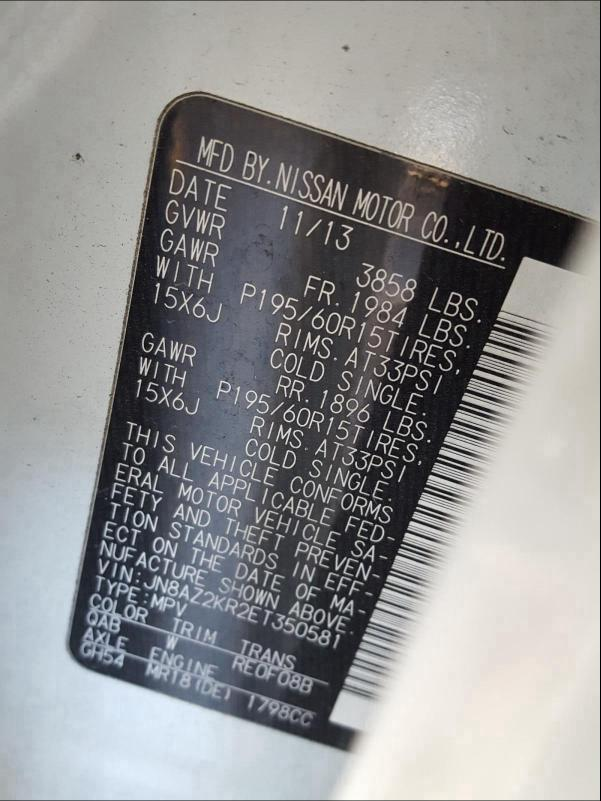 MFD BY. NISSAN MOTOR CO., LTD.
DATE 11/13
GVWR 3858 LBS.
GAWR FR. 1984 LBS.
WITH P195/60R15TIRES,
15X6J RIMS. AT33PSI
COLD SINGLE.
GAWR RR. 1896 LBS.
WITH P195/60R15TIRES,
15X6J RIMS. AT33PSI
COLD SINGLE.
THIS VEHICLE CONFORMS
TO ALL APPLICABLE FED-
ERAL MOTOR VEHICLE SA-
FETY AND THEFT PREVEN-
TION STANDARDS IN EFF-
ECT ON THE DATE OF MA-
NUFACTURE SHOWN ABOVE.
VIN:JN8AZ2KR2ET350581
TYPE:MPV
COLOR TRIM TRANS
QAB W RE0F08B
AXLE ENGINE
GH54 MR18(DE) 1798CC